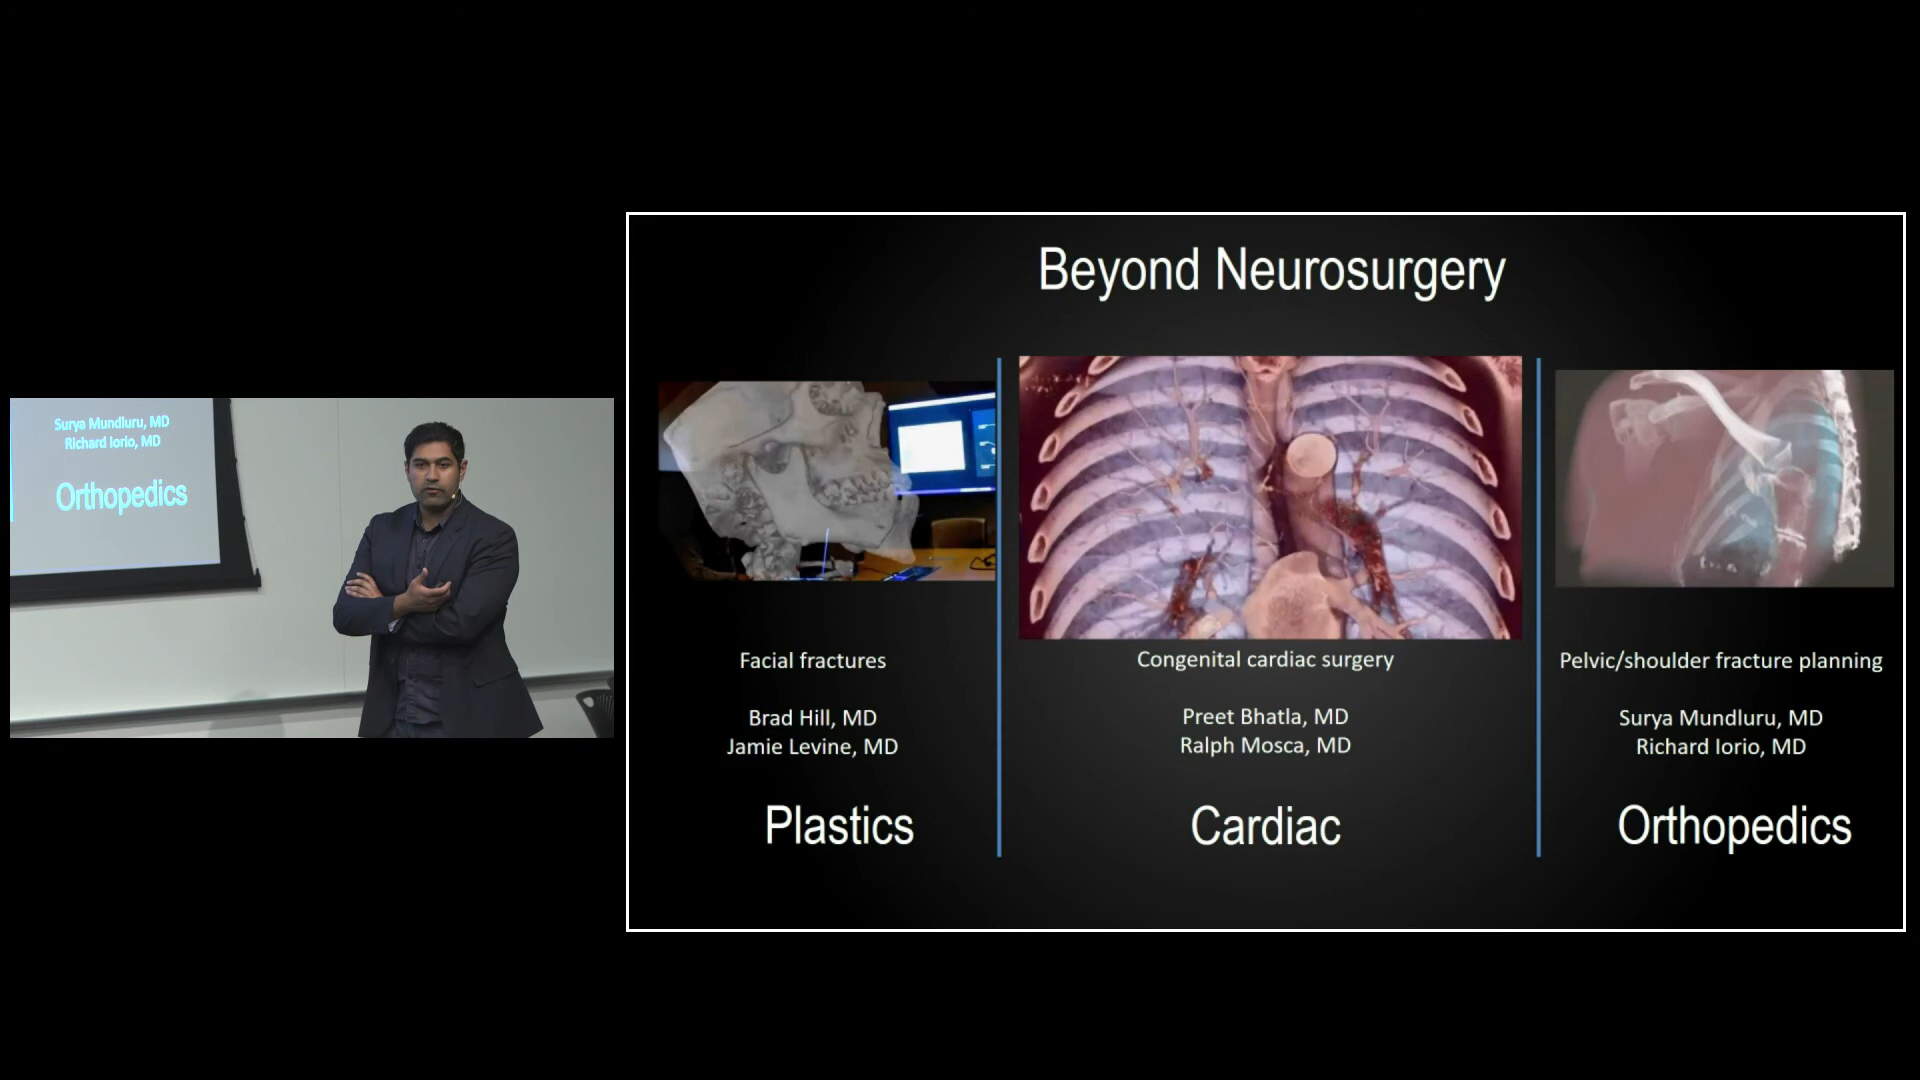 Surya Mundluru, MD
Richard Iorio, MD
Orthopedics
Beyond Neurosurgery
Facial fractures
Brad Hill, MD
Jamie Levine, MD
Plastics
Congenital cardiac surgery
Preet Bhatla, MD
Ralph Mosca, MD
Cardiac
Pelvic/shoulder fracture planning
Surya Mundluru, MD
Richard Iorio, MD
Orthopedics